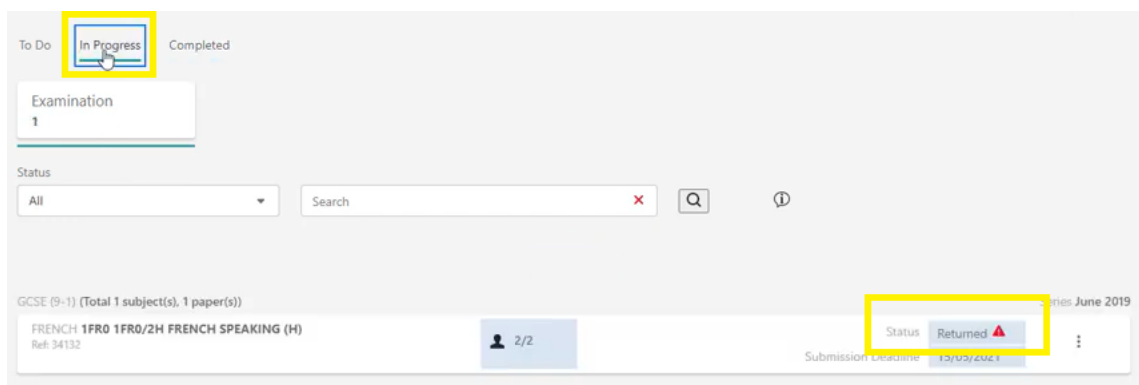 To Do In Progress Completed
Examination
1
Status
All Search
GCSE (9-1) (Total 1 subject(s), 1 paper(s)) Series June 2019
FRENCH 1FR0 1FR0/2H FRENCH SPEAKING (H)
Ref: 34132
2/2
Status Returned
Submission Deadline 15/05/2021